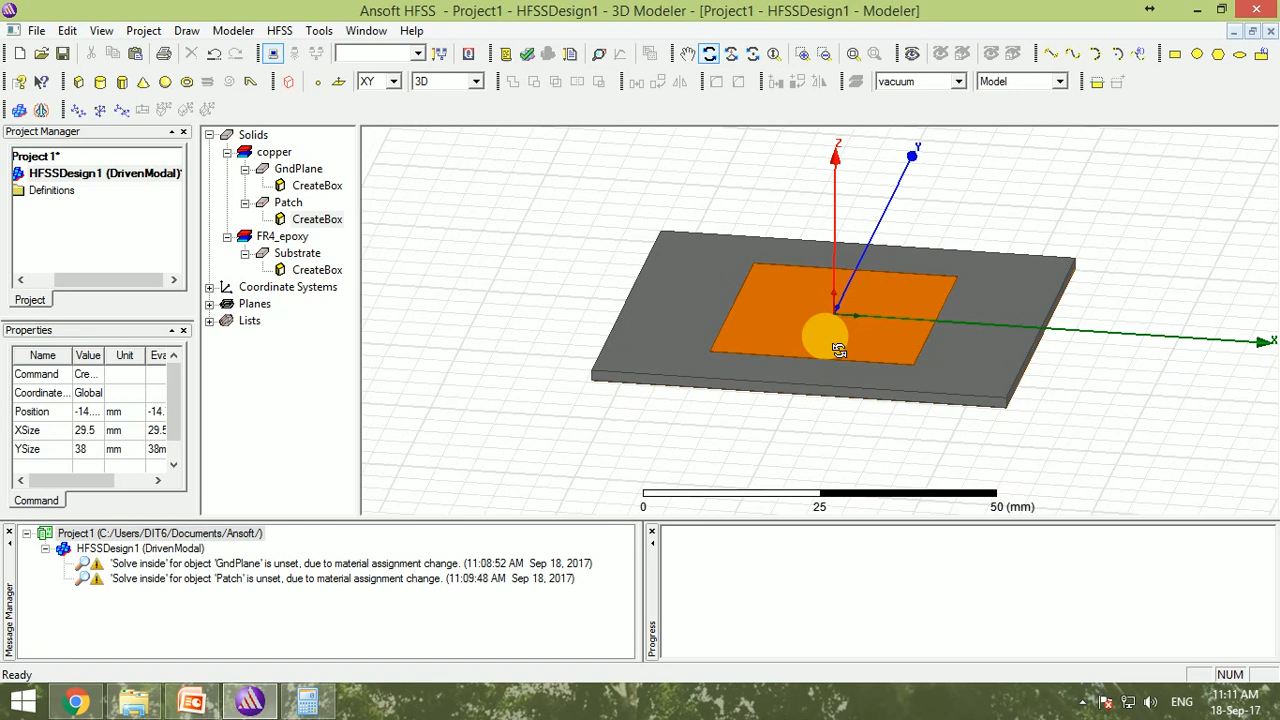 Ansoft HFSS - Project1 - HFSSDesign1 - 3D Modeler - [Project1 - HFSSDesign1 - Modeler]
File Edit View Project Draw Modeler HFSS Tools Window Help
XY 3D vacuum Model
Project Manager
Project1*
HFSSDesign1 (DrivenModal)*
Definitions
Project
Solids
copper
GndPlane
CreateBox
Patch
CreateBox
FR4_epoxy
Substrate
CreateBox
Coordinate Systems
Planes
Lists
Z
Y
X
0 25 50 (mm)
Properties
Name Value Unit Eva
Command Cre...
Coordinate... Global
Position -14.... mm -14.
XSize 29.5 mm 29.5
YSize 38 mm 38m
Command
Message Manager
Project1 (C:/Users/DIT6/Documents/Ansoft/)
HFSSDesign1 (DrivenModal)
'Solve inside' for object 'GndPlane' is unset, due to material assignment change. (11:08:52 AM Sep 18, 2017)
'Solve inside' for object 'Patch' is unset, due to material assignment change. (11:09:48 AM Sep 18, 2017)
Progress
Ready
NUM
ENG
11:11 AM
18-Sep-17